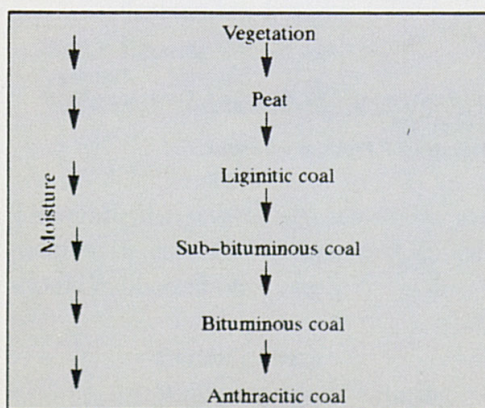 Vegetation
Peat
Liginitic coal
Moisture
Sub-bituminous coal
Bituminous coal
Anthracitic coal